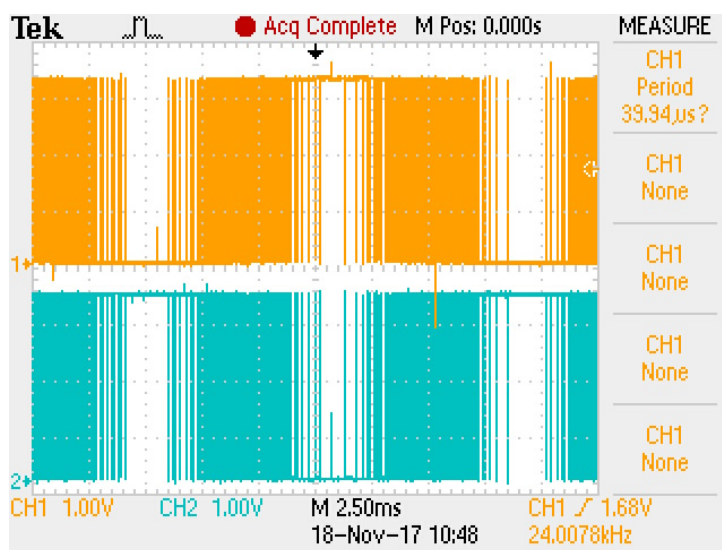 Tek Acq Complete M Pos: 0.000s MEASURE
CH1
Period
39.94µs?
CH1
None
CH1
None
CH1
None
CH1
None
1
2
CH1 1.00V CH2 1.00V M 2.50ms CH1 1.68V
18-Nov-17 10:48 24.0078kHz